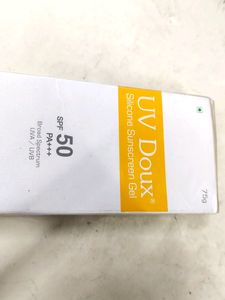 UV Doux®
Silicone Sunscreen Gel
SPF 50
PA+++
Broad Spectrum
UVA / UVB
75g